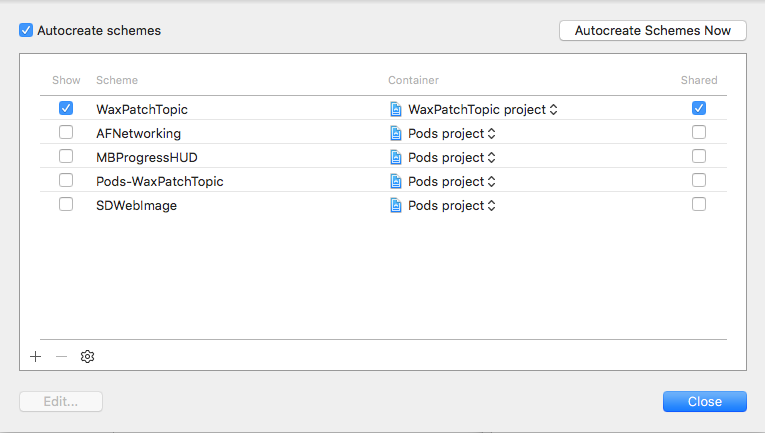 Autocreate schemes
Autocreate Schemes Now
Show Scheme Container Shared
WaxPatchTopic WaxPatchTopic project
AFNetworking Pods project
MBProgressHUD Pods project
Pods-WaxPatchTopic Pods project
SDWebImage Pods project
Edit...
Close